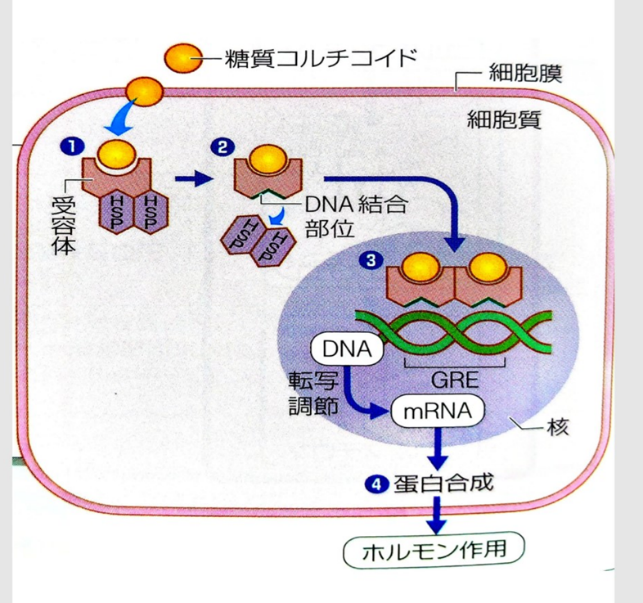 糖質コルチコイド
細胞膜
細胞質
1
2
受容体
HSP
HSP
DNA結合
部位
HSP
HSP
3
DNA
GRE
転写
調節
mRNA
核
4 蛋白合成
ホルモン作用